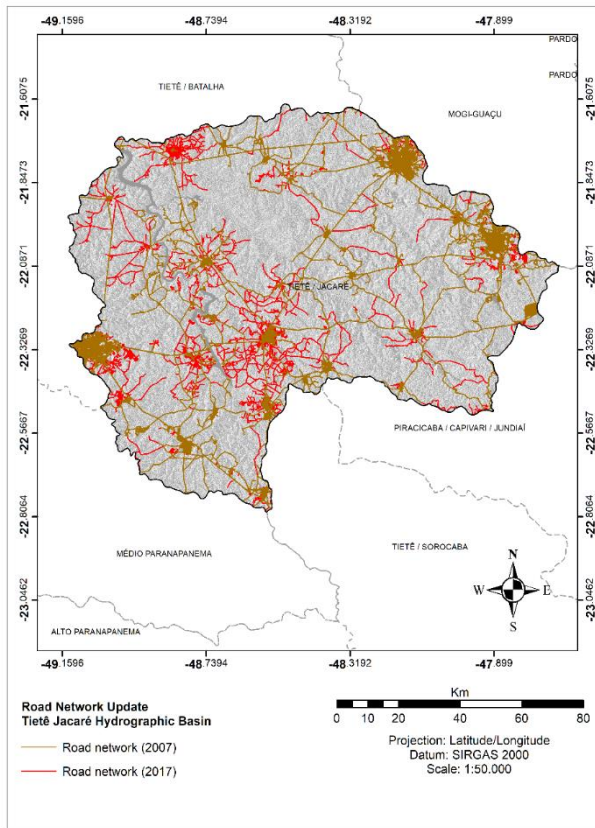 -49.1596 -48.7394 -48.3192 -47.899
PARDO
PARDO
TIETÊ / BATALHA
MOGI-GUAÇU
-21.6075 -21.6075
-21.8473 -21.8473
-22.0871 -22.0871
TIETÊ / JACARÉ
-22.3269 -22.3269
PIRACICABA / CAPIVARI / JUNDIAÍ
-22.5667 -22.5667
-22.8064 -22.8064
MÉDIO PARANAPANEMA
TIETÊ / SOROCABA
N
W E
S
-23.0462 -23.0462
ALTO PARANAPANEMA
-49.1596 -48.7394 -48.3192 -47.899
Road Network Update
Tietê Jacaré Hydrographic Basin
Road network (2007)
Road network (2017)
Km
0 5 10 20 40 60 80
Projection: Latitude/Longitude
Datum: SIRGAS 2000
Scale: 1:50.000